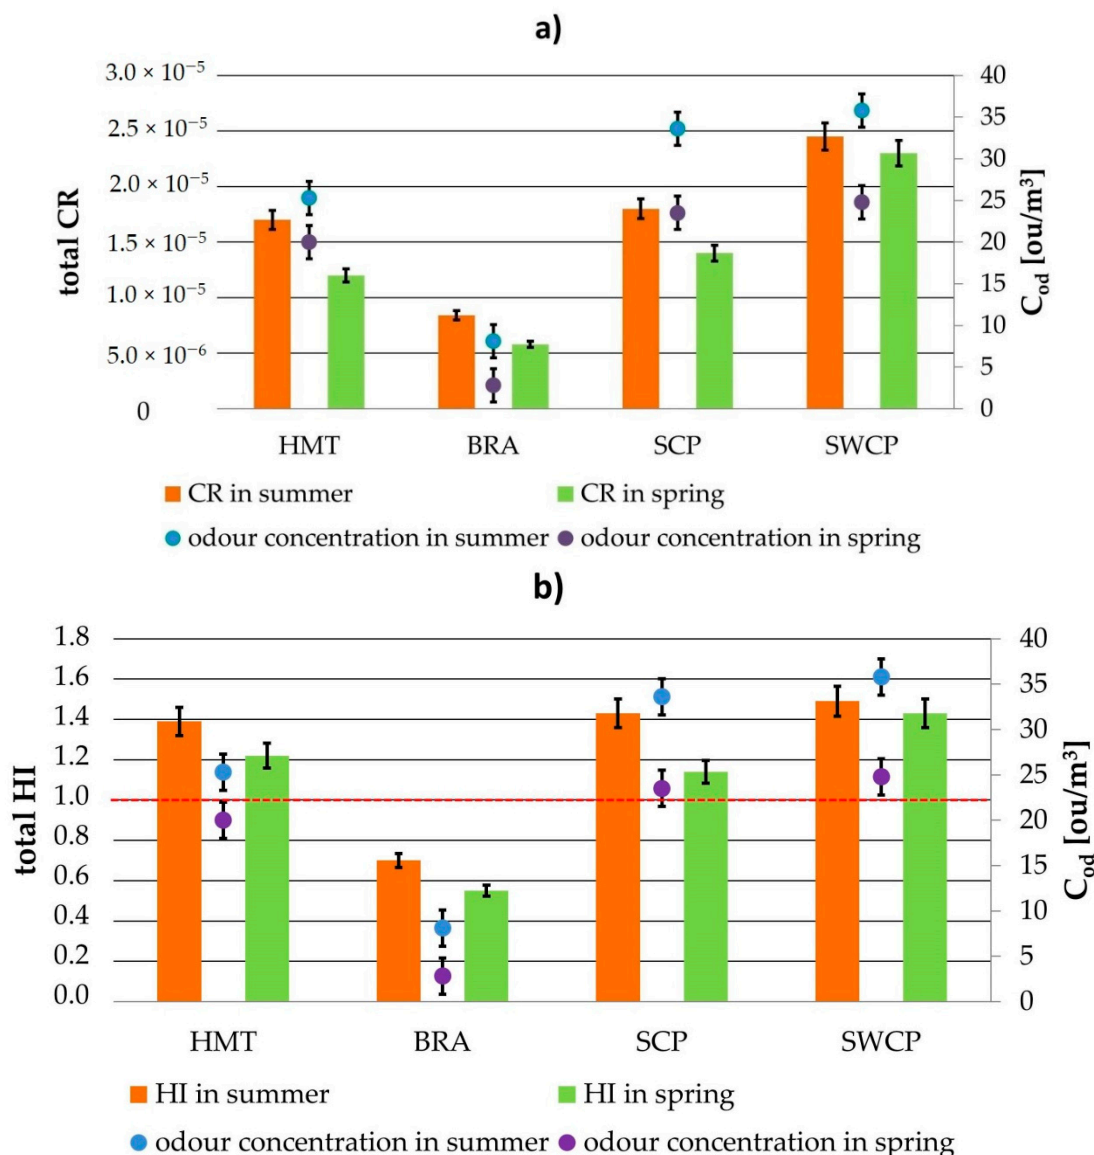 a)
total CR
3.0 × 10⁻⁵
2.5 × 10⁻⁵
2.0 × 10⁻⁵
1.5 × 10⁻⁵
1.0 × 10⁻⁵
5.0 × 10⁻⁶
0
40
35
30
25
20
15
10
5
0
C_od [ou/m³]
HMT BRA SCP SWCP
CR in summer CR in spring
odour concentration in summer odour concentration in spring
b)
total HI
1.8
1.6
1.4
1.2
1.0
0.8
0.6
0.4
0.2
0.0
40
35
30
25
20
15
10
5
0
C_od [ou/m³]
HMT BRA SCP SWCP
HI in summer HI in spring
odour concentration in summer odour concentration in spring